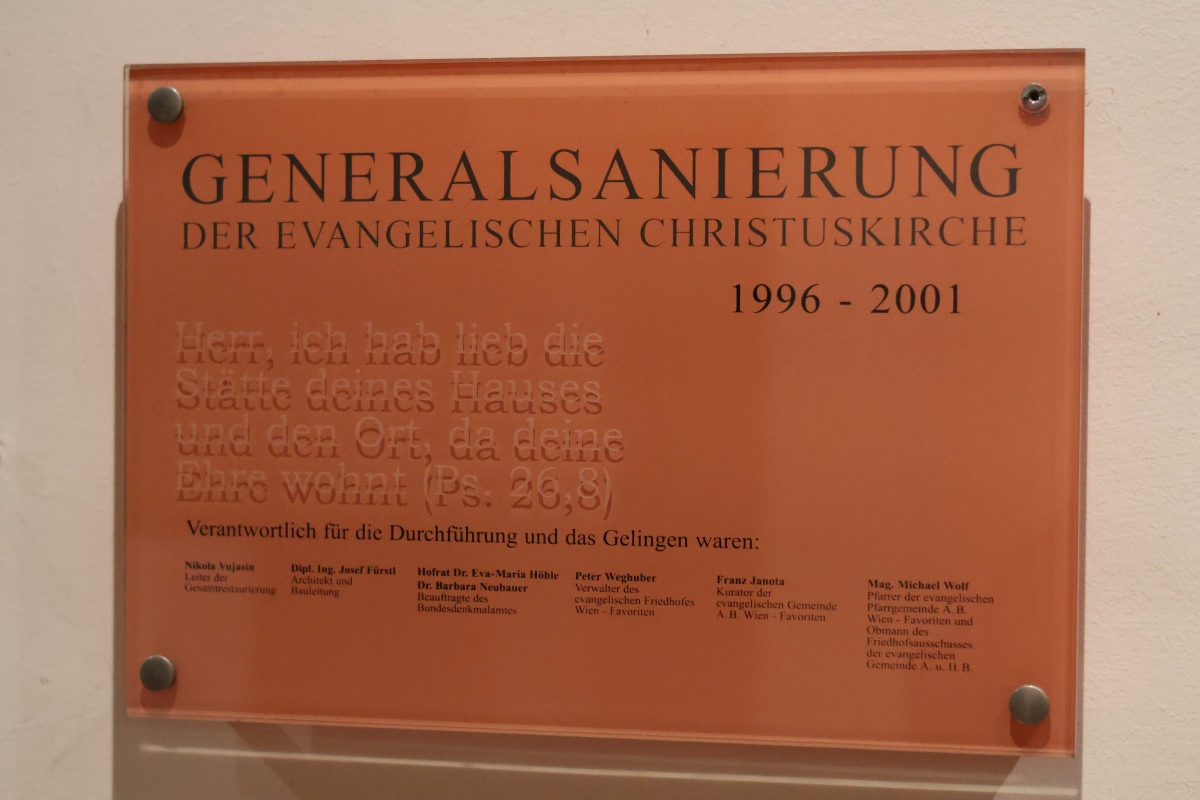 GENERALSANIERUNG
DER EVANGELISCHEN CHRISTUSKIRCHE
1996 - 2001
Herr, ich hab lieb die
Stätte deines Hauses
und den Ort, da deine
Ehre wohnt (Ps. 26,8)
Verantwortlich für die Durchführung und das Gelingen waren:
Nikola Vujasin
Leiter der
Gesamtrestaurierung
Dipl. Ing. Josef Fürstl
Architekt und
Bauleitung
Hofrat Dr. Eva-Maria Höhle
Dr. Barbara Neubauer
Beauftragte des
Bundesdenkmalamtes
Peter Weghuber
Verwalter des
evangelischen Friedhofes
Wien - Favoriten
Franz Janota
Kurator der
evangelischen Gemeinde
A.B. Wien - Favoriten
Mag. Michael Wolf
Pfarrer der evangelischen
Pfarrgemeinde A.B.
Wien - Favoriten und
Obmann des
Friedhofsausschusses
der evangelischen
Gemeinde A. u. H.B.